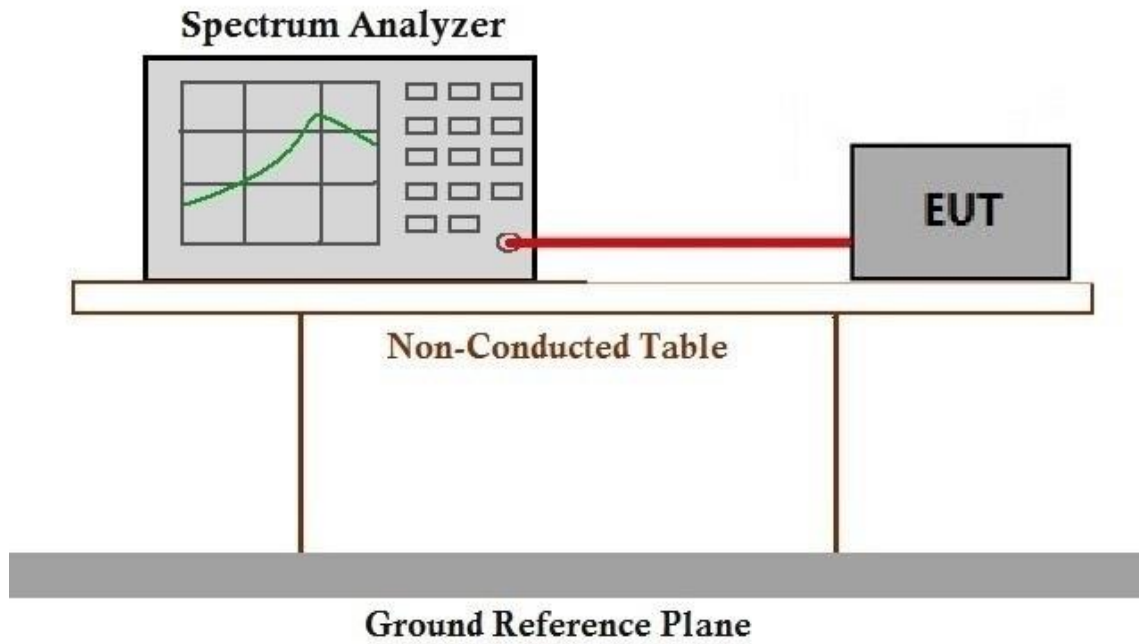 Spectrum Analyzer
EUT
Non-Conducted Table
Ground Reference Plane